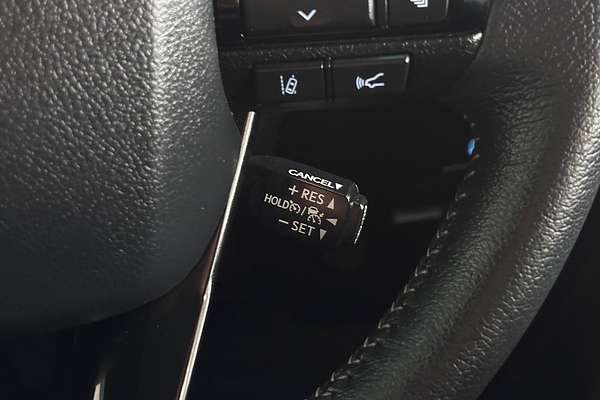 CANCEL▼
+ RES ▲
HOLD / ◄
− SET ▼